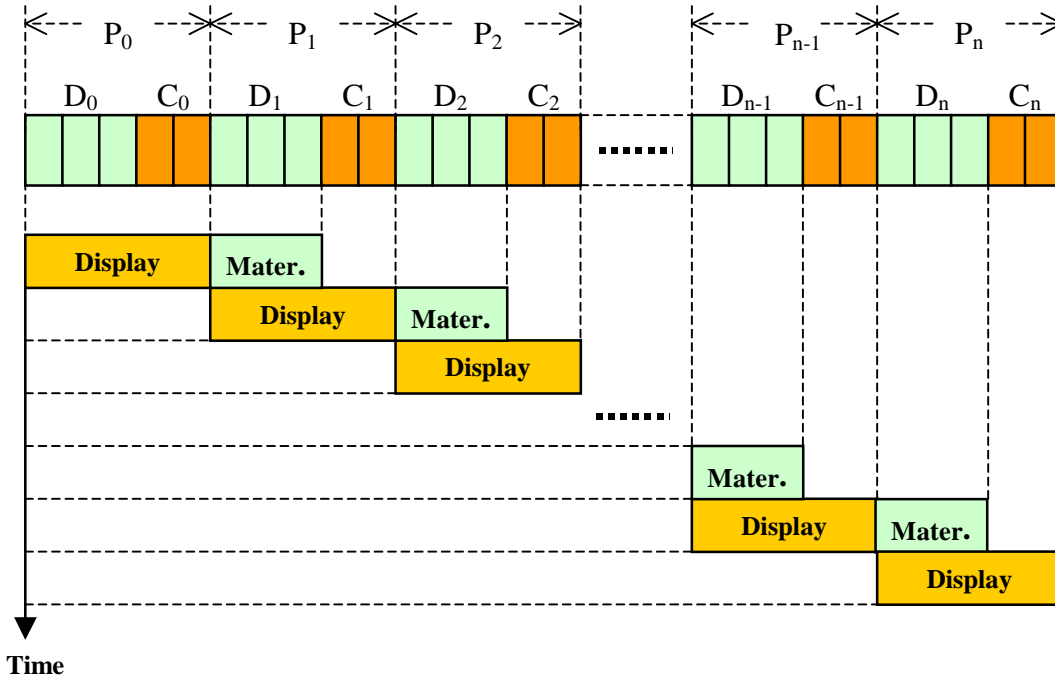 P₀ P₁ P₂ Pₙ₋₁ Pₙ
D₀ C₀ D₁ C₁ D₂ C₂ Dₙ₋₁ Cₙ₋₁ Dₙ Cₙ
Display Mater.
Display Mater.
Display
Mater.
Display Mater.
Display
Time